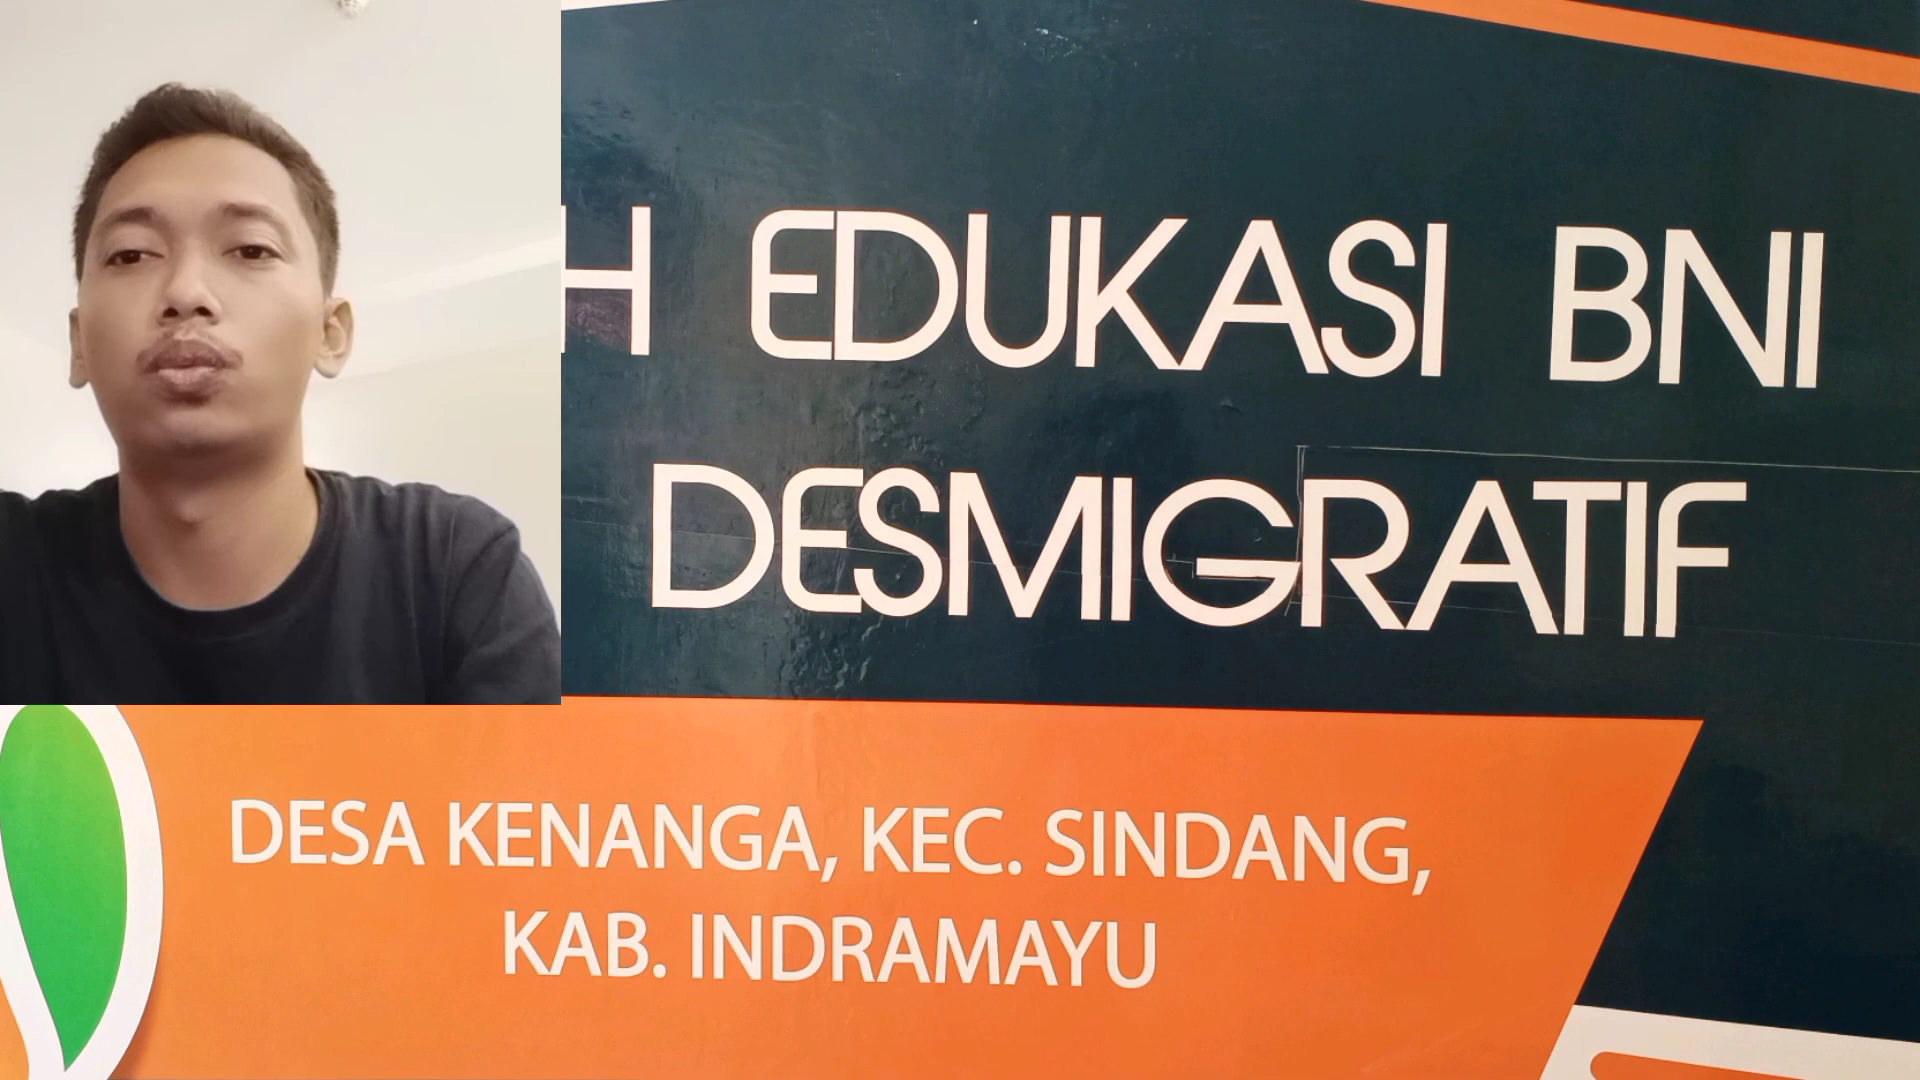 H EDUKASI BNI
DESMIGRATIF
DESA KENANGA, KEC. SINDANG,
KAB. INDRAMAYU